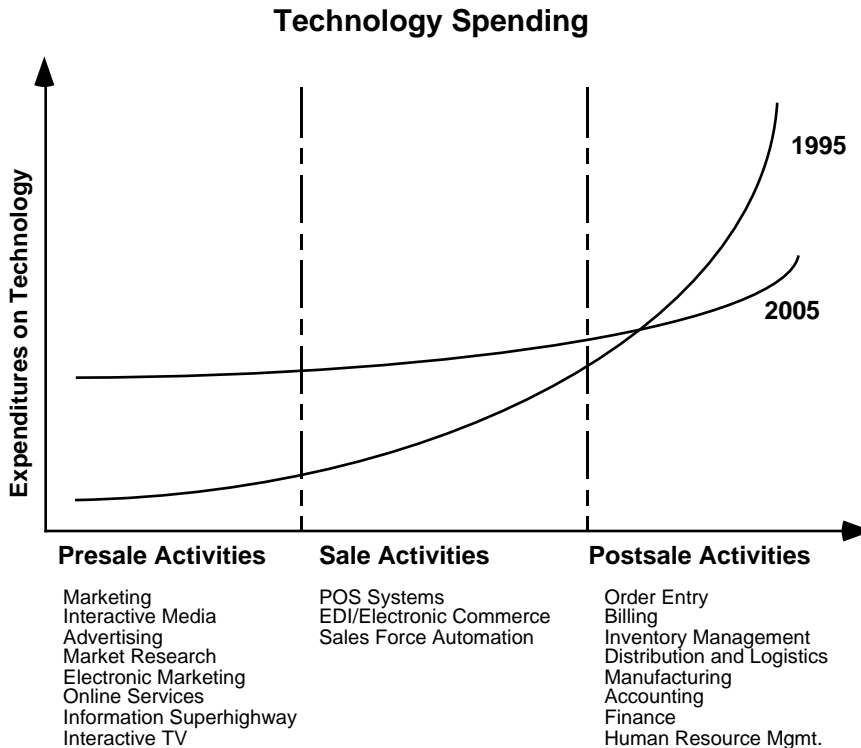 Technology Spending
Expenditures on Technology
1995
2005
Presale Activities
Marketing
Interactive Media
Advertising
Market Research
Electronic Marketing
Online Services
Information Superhighway
Interactive TV
Sale Activities
POS Systems
EDI/Electronic Commerce
Sales Force Automation
Postsale Activities
Order Entry
Billing
Inventory Management
Distribution and Logistics
Manufacturing
Accounting
Finance
Human Resource Mgmt.